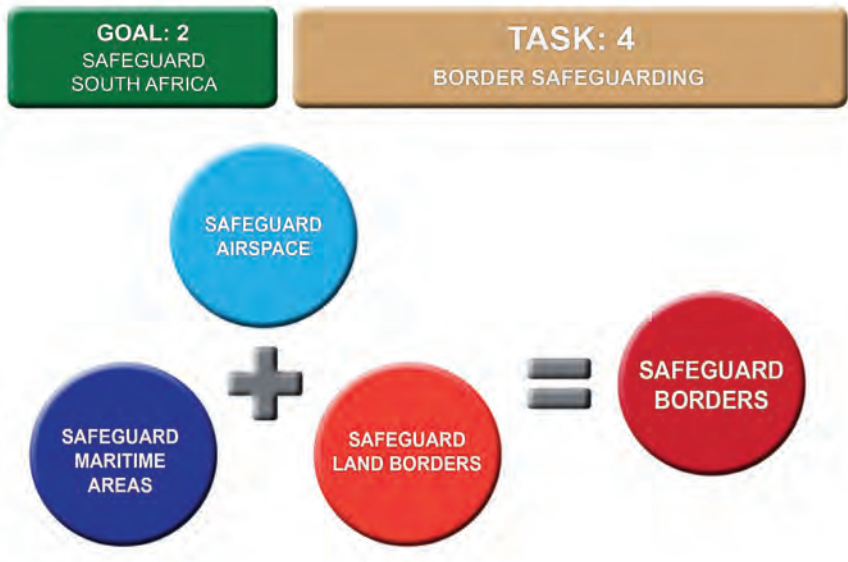 GOAL: 2
SAFEGUARD
SOUTH AFRICA
TASK: 4
BORDER SAFEGUARDING
SAFEGUARD
AIRSPACE
SAFEGUARD
MARITIME
AREAS
SAFEGUARD
LAND BORDERS
SAFEGUARD
BORDERS